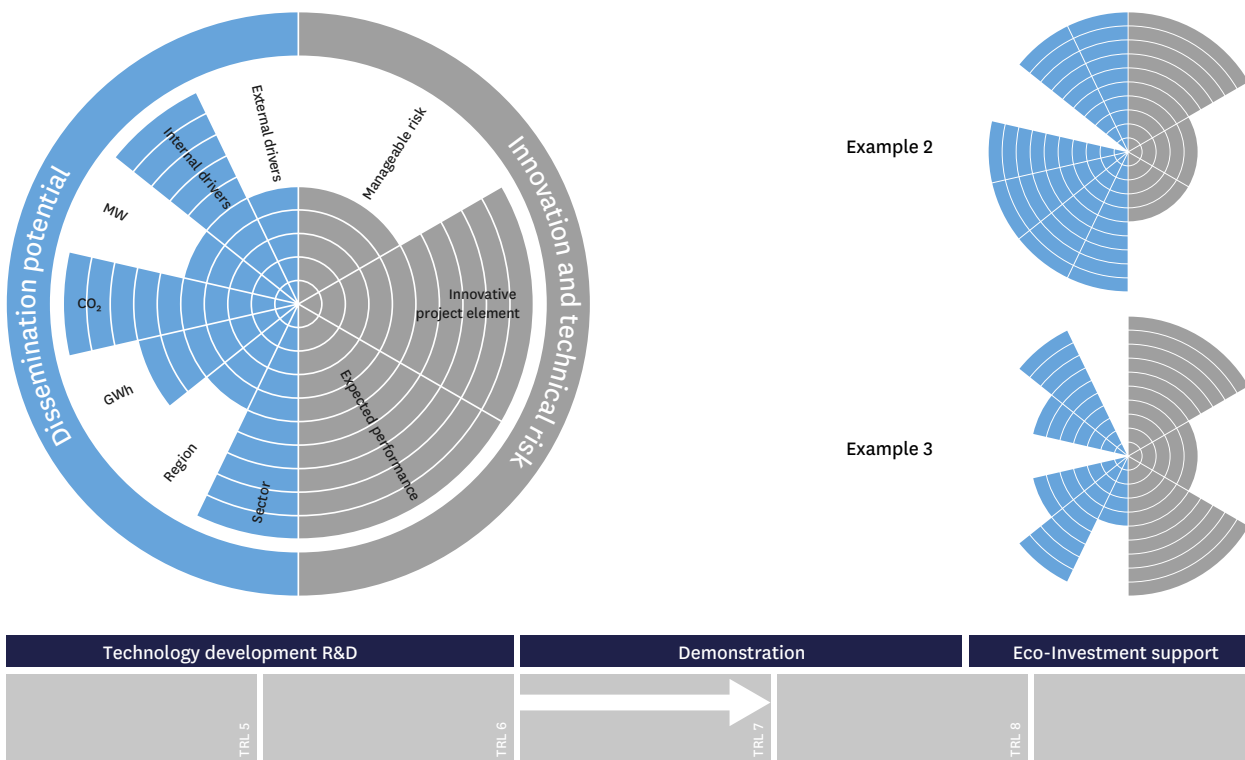 Dissemination potential
Innovation and technical risk
External drivers
Manageable risk
Internal drivers
MW
CO₂
Innovative
project element
GWh
Expected performance
Region
Sector
Example 2
Example 3
Technology development R&D
Demonstration
Eco-Investment support
TRL 5
TRL 6
TRL 7
TRL 8